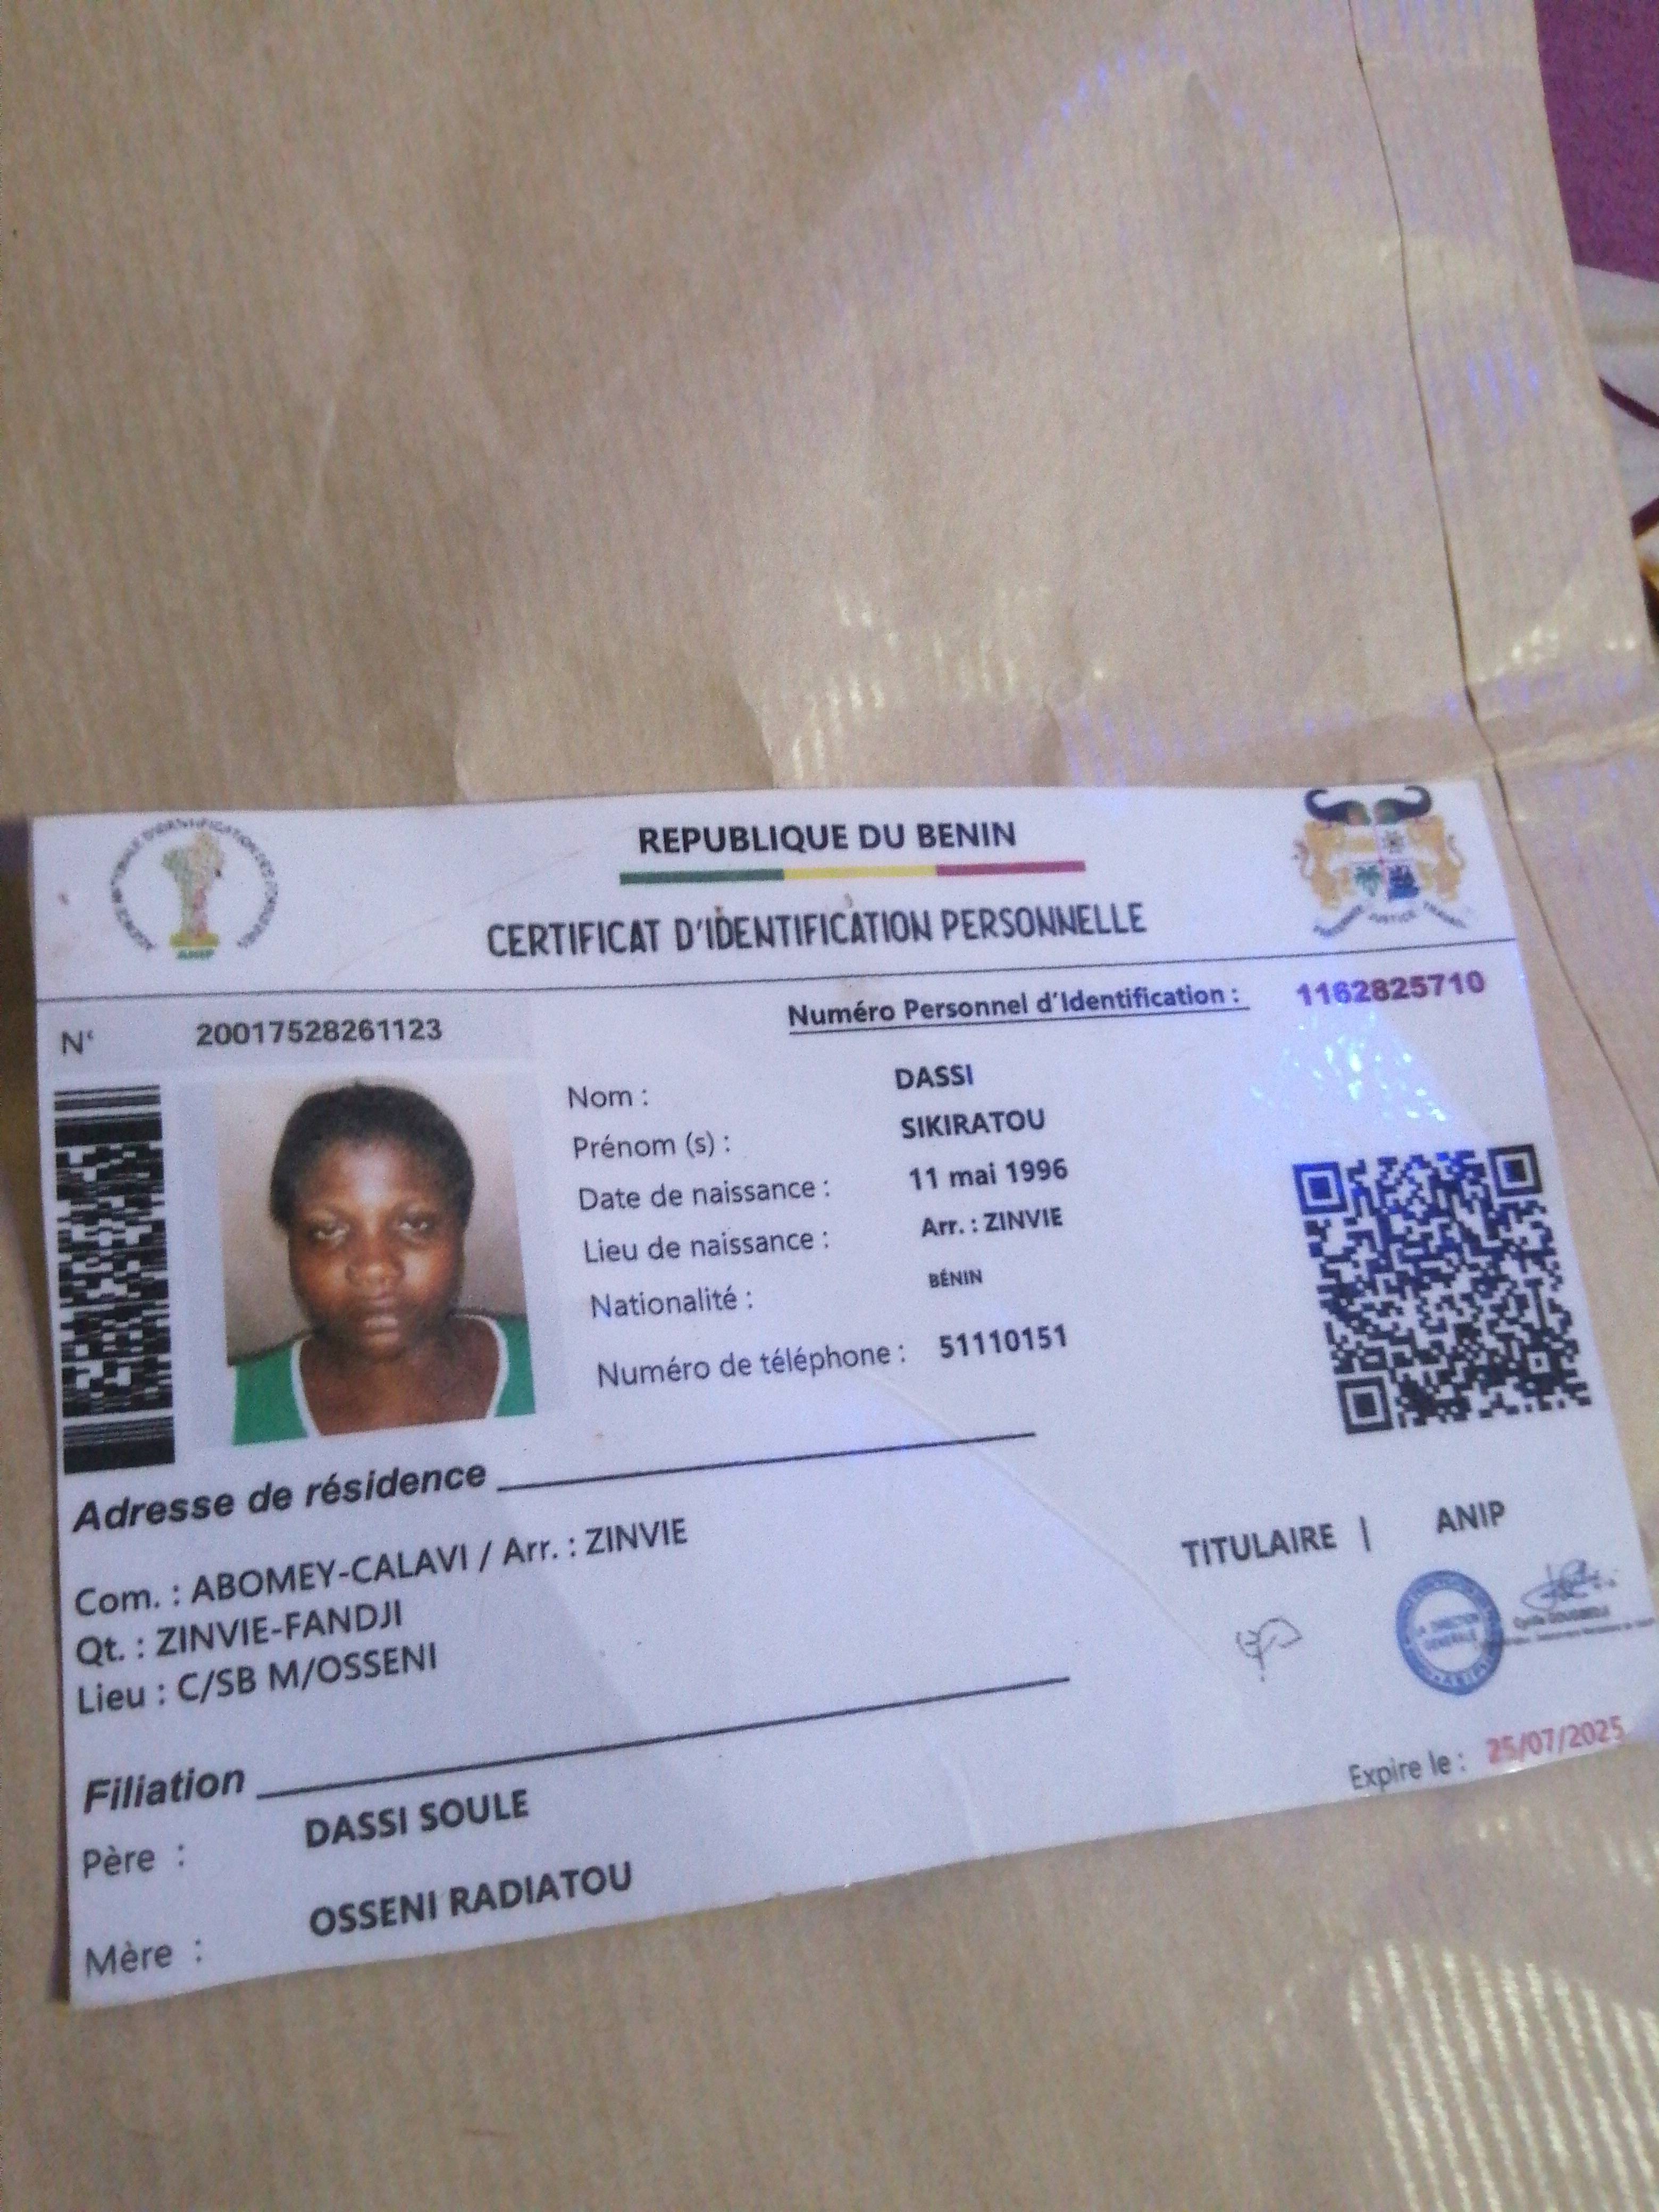 REPUBLIQUE DU BENIN
CERTIFICAT D'IDENTIFICATION PERSONNELLE
ANIP
JUSTICE
Numéro Personnel d'Identification : 1162825710
N° 20017528261123
Nom : DASSI
Prénom (s) : SIKIRATOU
Date de naissance : 11 mai 1996
Lieu de naissance : Arr. : ZINVIE
Nationalité : BÉNIN
Numéro de téléphone : 51110151
Adresse de résidence
Com. : ABOMEY-CALAVI / Arr. : ZINVIE
Qt. : ZINVIE-FANDJI
Lieu : C/SB M/OSSENI
TITULAIRE | ANIP
LA DIRECTION
GENERALE
Expire le : 25/07/2025
Filiation
Père : DASSI SOULE
Mère : OSSENI RADIATOU